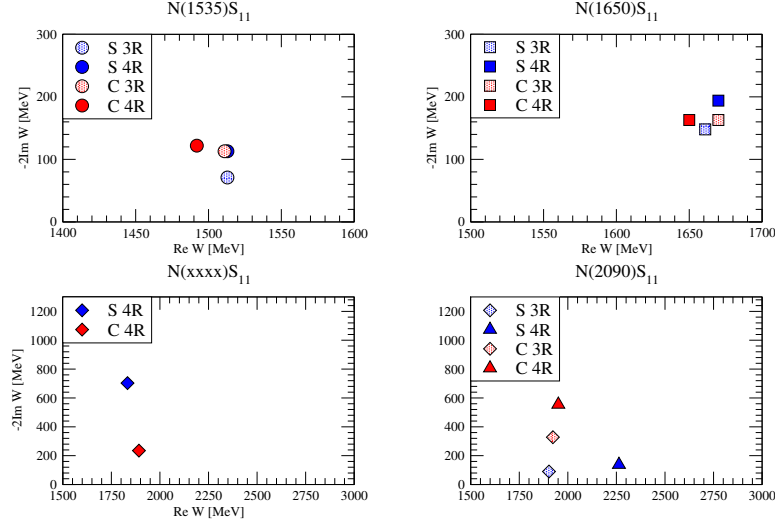 N(1535)S11
300
200
100
0
-2Im W [MeV]
S 3R
S 4R
C 3R
C 4R
1400 1450 1500 1550 1600
Re W [MeV]
N(1650)S11
300
200
100
0
-2Im W [MeV]
S 3R
S 4R
C 3R
C 4R
1500 1550 1600 1650 1700
Re W [MeV]
N(xxxx)S11
1200
1000
800
600
400
200
0
-2Im W [MeV]
S 4R
C 4R
1500 1750 2000 2250 2500 2750 3000
Re W [MeV]
N(2090)S11
1200
1000
800
600
400
200
0
S 3R
S 4R
C 3R
C 4R
1500 1750 2000 2250 2500 2750 3000
Re W [MeV]